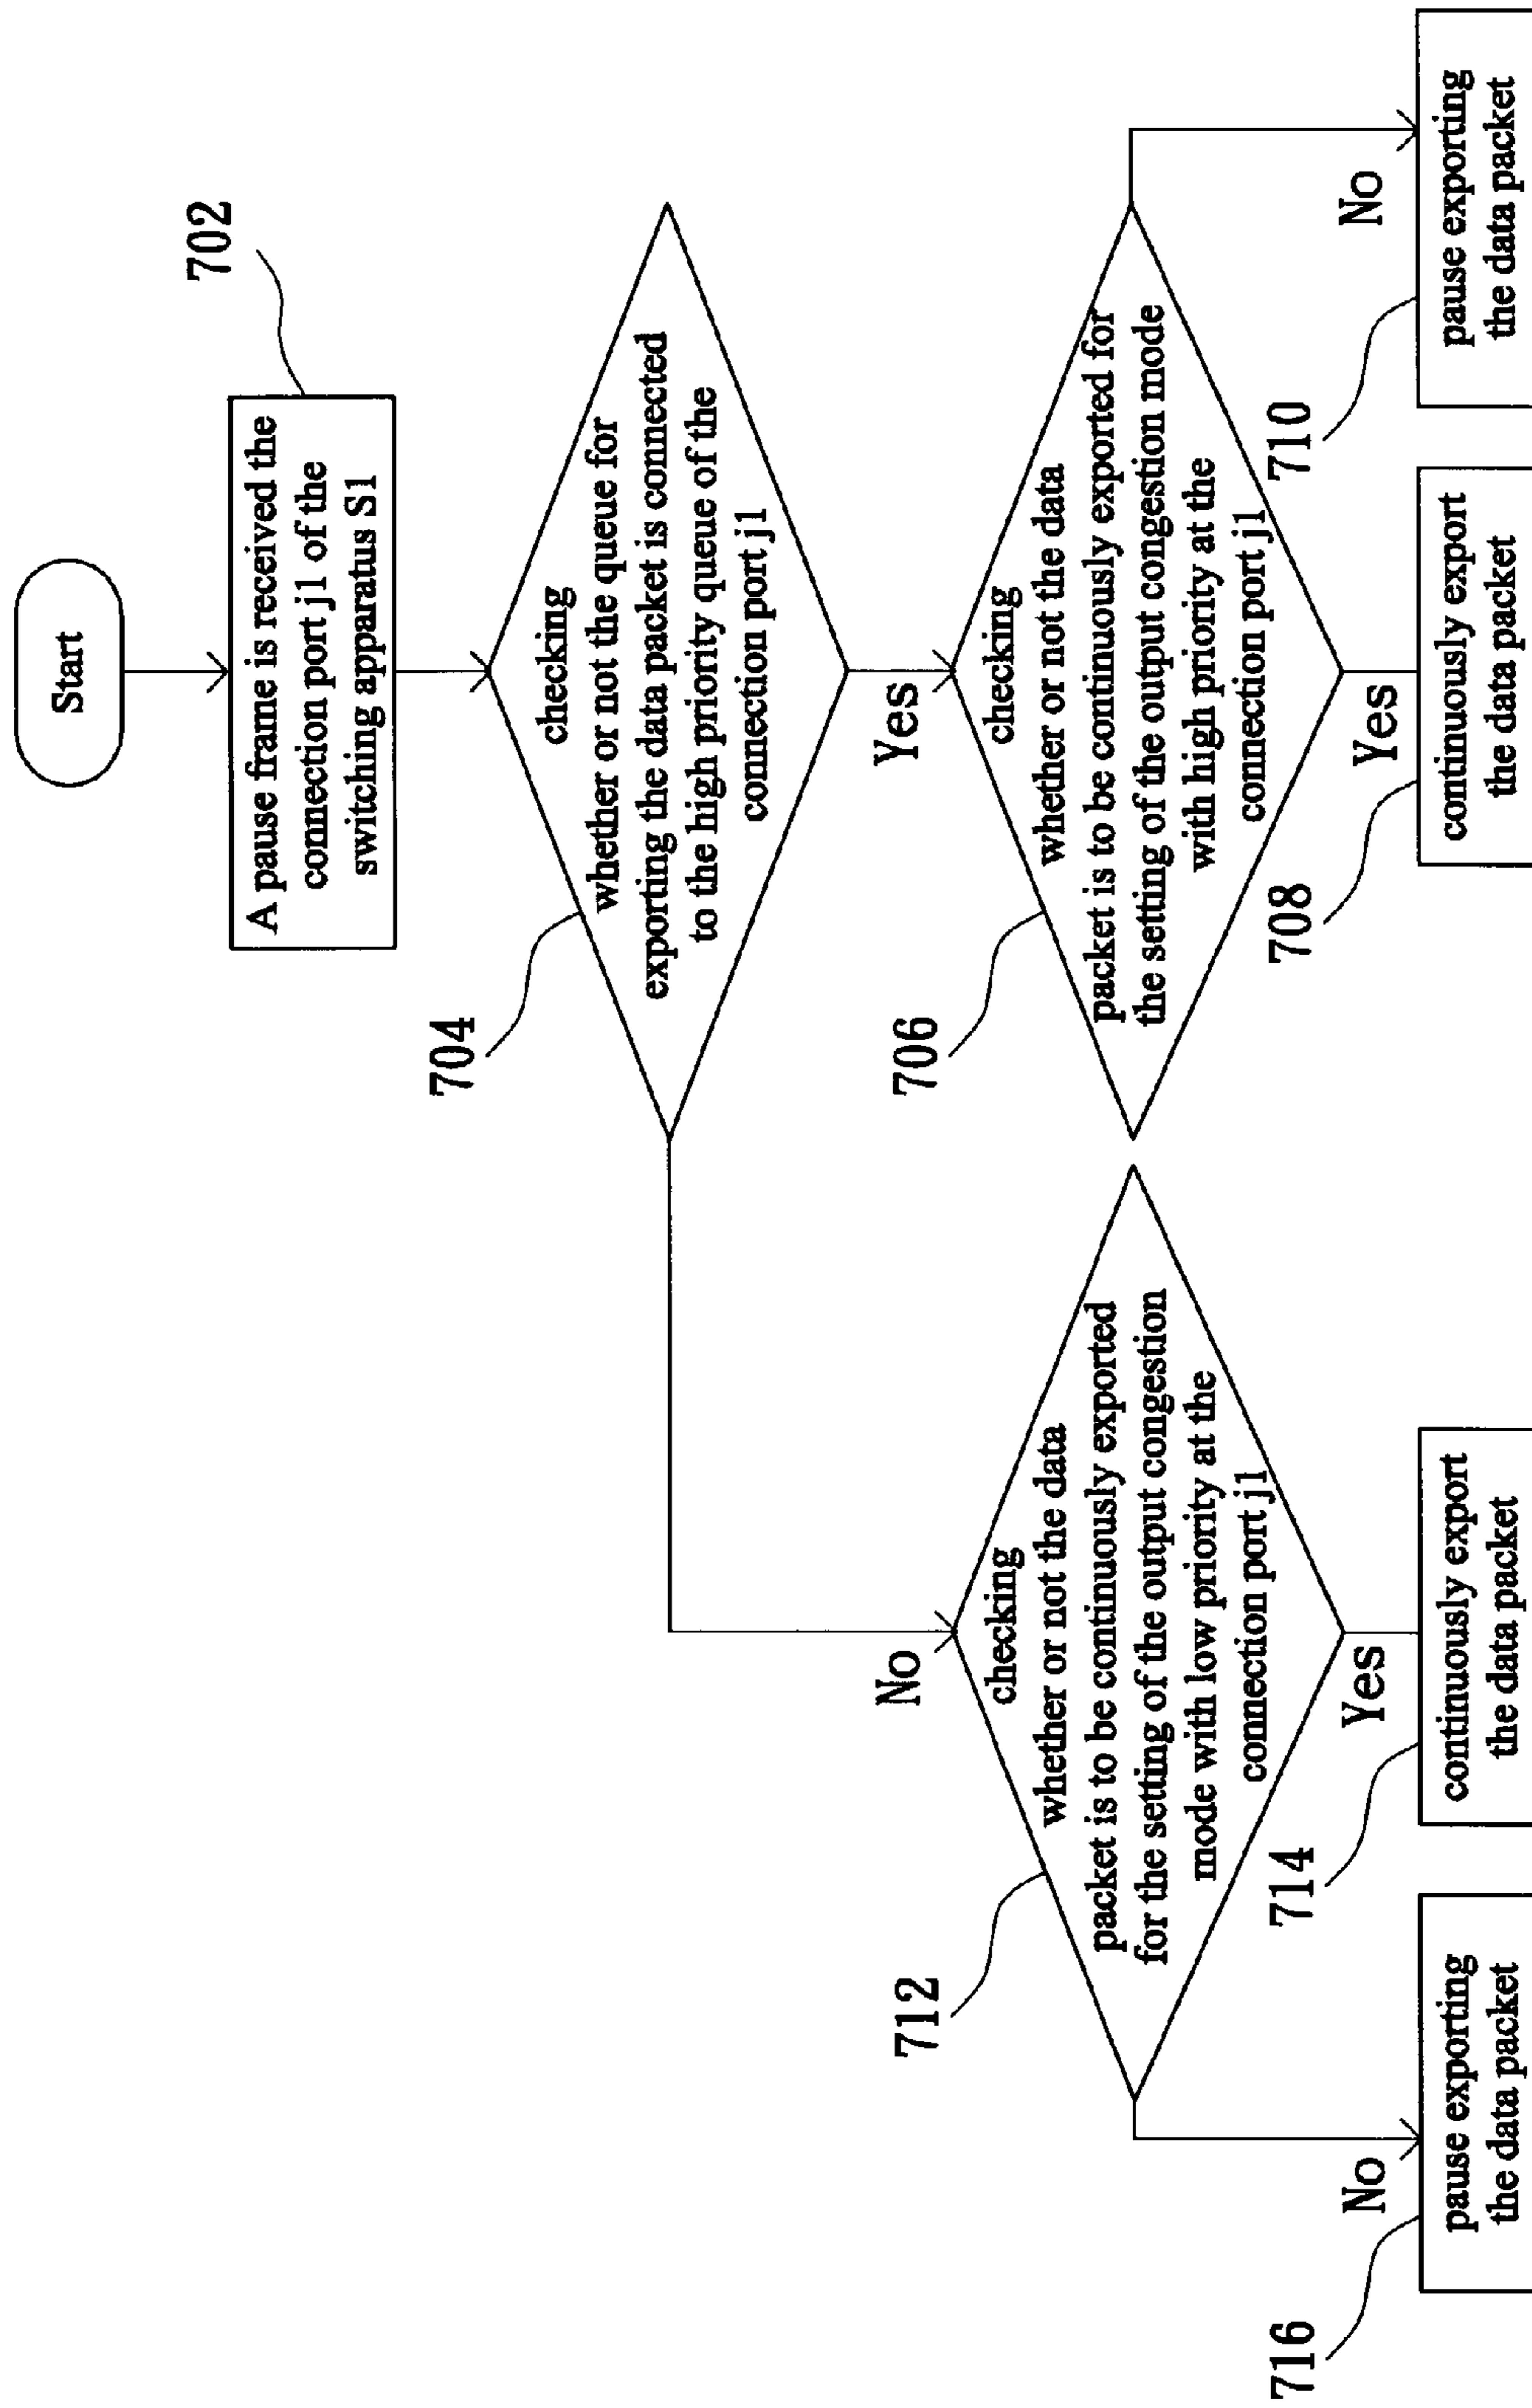 Start
702
A pause frame is received the
connection port j1 of the
switching apparatus S1
704
checking
whether or not the queue for
exporting the data packet is connected
to the high priority queue of the
connection port j1
No
Yes
712
checking
whether or not the data
packet is to be continuously exported
for the setting of the output congestion
mode with low priority at the
connection port j1
706
checking
whether or not the data
packet is to be continuously exported for
the setting of the output congestion mode
with high priority at the
connection port j1
No
Yes
Yes
No
716
pause exporting
the data packet
714
continuously export
the data packet
708
continuously export
the data packet
710
pause exporting
the data packet